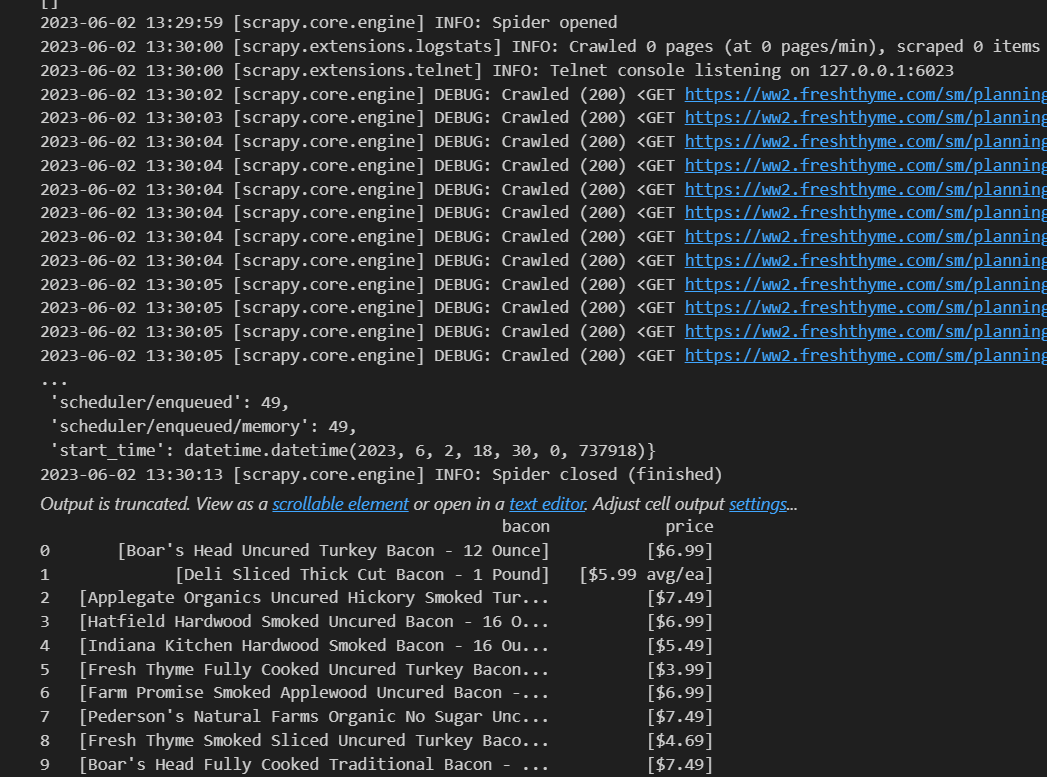 []
2023-06-02 13:29:59 [scrapy.core.engine] INFO: Spider opened
2023-06-02 13:30:00 [scrapy.extensions.logstats] INFO: Crawled 0 pages (at 0 pages/min), scraped 0 items
2023-06-02 13:30:00 [scrapy.extensions.telnet] INFO: Telnet console listening on 127.0.0.1:6023
2023-06-02 13:30:02 [scrapy.core.engine] DEBUG: Crawled (200) <GET https://ww2.freshthyme.com/sm/planning
2023-06-02 13:30:03 [scrapy.core.engine] DEBUG: Crawled (200) <GET https://ww2.freshthyme.com/sm/planning
2023-06-02 13:30:04 [scrapy.core.engine] DEBUG: Crawled (200) <GET https://ww2.freshthyme.com/sm/planning
2023-06-02 13:30:04 [scrapy.core.engine] DEBUG: Crawled (200) <GET https://ww2.freshthyme.com/sm/planning
2023-06-02 13:30:04 [scrapy.core.engine] DEBUG: Crawled (200) <GET https://ww2.freshthyme.com/sm/planning
2023-06-02 13:30:04 [scrapy.core.engine] DEBUG: Crawled (200) <GET https://ww2.freshthyme.com/sm/planning
2023-06-02 13:30:04 [scrapy.core.engine] DEBUG: Crawled (200) <GET https://ww2.freshthyme.com/sm/planning
2023-06-02 13:30:04 [scrapy.core.engine] DEBUG: Crawled (200) <GET https://ww2.freshthyme.com/sm/planning
2023-06-02 13:30:05 [scrapy.core.engine] DEBUG: Crawled (200) <GET https://ww2.freshthyme.com/sm/planning
2023-06-02 13:30:05 [scrapy.core.engine] DEBUG: Crawled (200) <GET https://ww2.freshthyme.com/sm/planning
2023-06-02 13:30:05 [scrapy.core.engine] DEBUG: Crawled (200) <GET https://ww2.freshthyme.com/sm/planning
2023-06-02 13:30:05 [scrapy.core.engine] DEBUG: Crawled (200) <GET https://ww2.freshthyme.com/sm/planning
...
'scheduler/enqueued': 49,
'scheduler/enqueued/memory': 49,
'start_time': datetime.datetime(2023, 6, 2, 18, 30, 0, 737918)}
2023-06-02 13:30:13 [scrapy.core.engine] INFO: Spider closed (finished)
Output is truncated. View as a scrollable element or open in a text editor. Adjust cell output settings...
bacon price
0 [Boar's Head Uncured Turkey Bacon - 12 Ounce] [$6.99]
1 [Deli Sliced Thick Cut Bacon - 1 Pound] [$5.99 avg/ea]
2 [Applegate Organics Uncured Hickory Smoked Tur... [$7.49]
3 [Hatfield Hardwood Smoked Uncured Bacon - 16 O... [$6.99]
4 [Indiana Kitchen Hardwood Smoked Bacon - 16 Ou... [$5.49]
5 [Fresh Thyme Fully Cooked Uncured Turkey Bacon... [$3.99]
6 [Farm Promise Smoked Applewood Uncured Bacon -... [$6.99]
7 [Pederson's Natural Farms Organic No Sugar Unc... [$7.49]
8 [Fresh Thyme Smoked Sliced Uncured Turkey Baco... [$4.69]
9 [Boar's Head Fully Cooked Traditional Bacon - ... [$7.49]